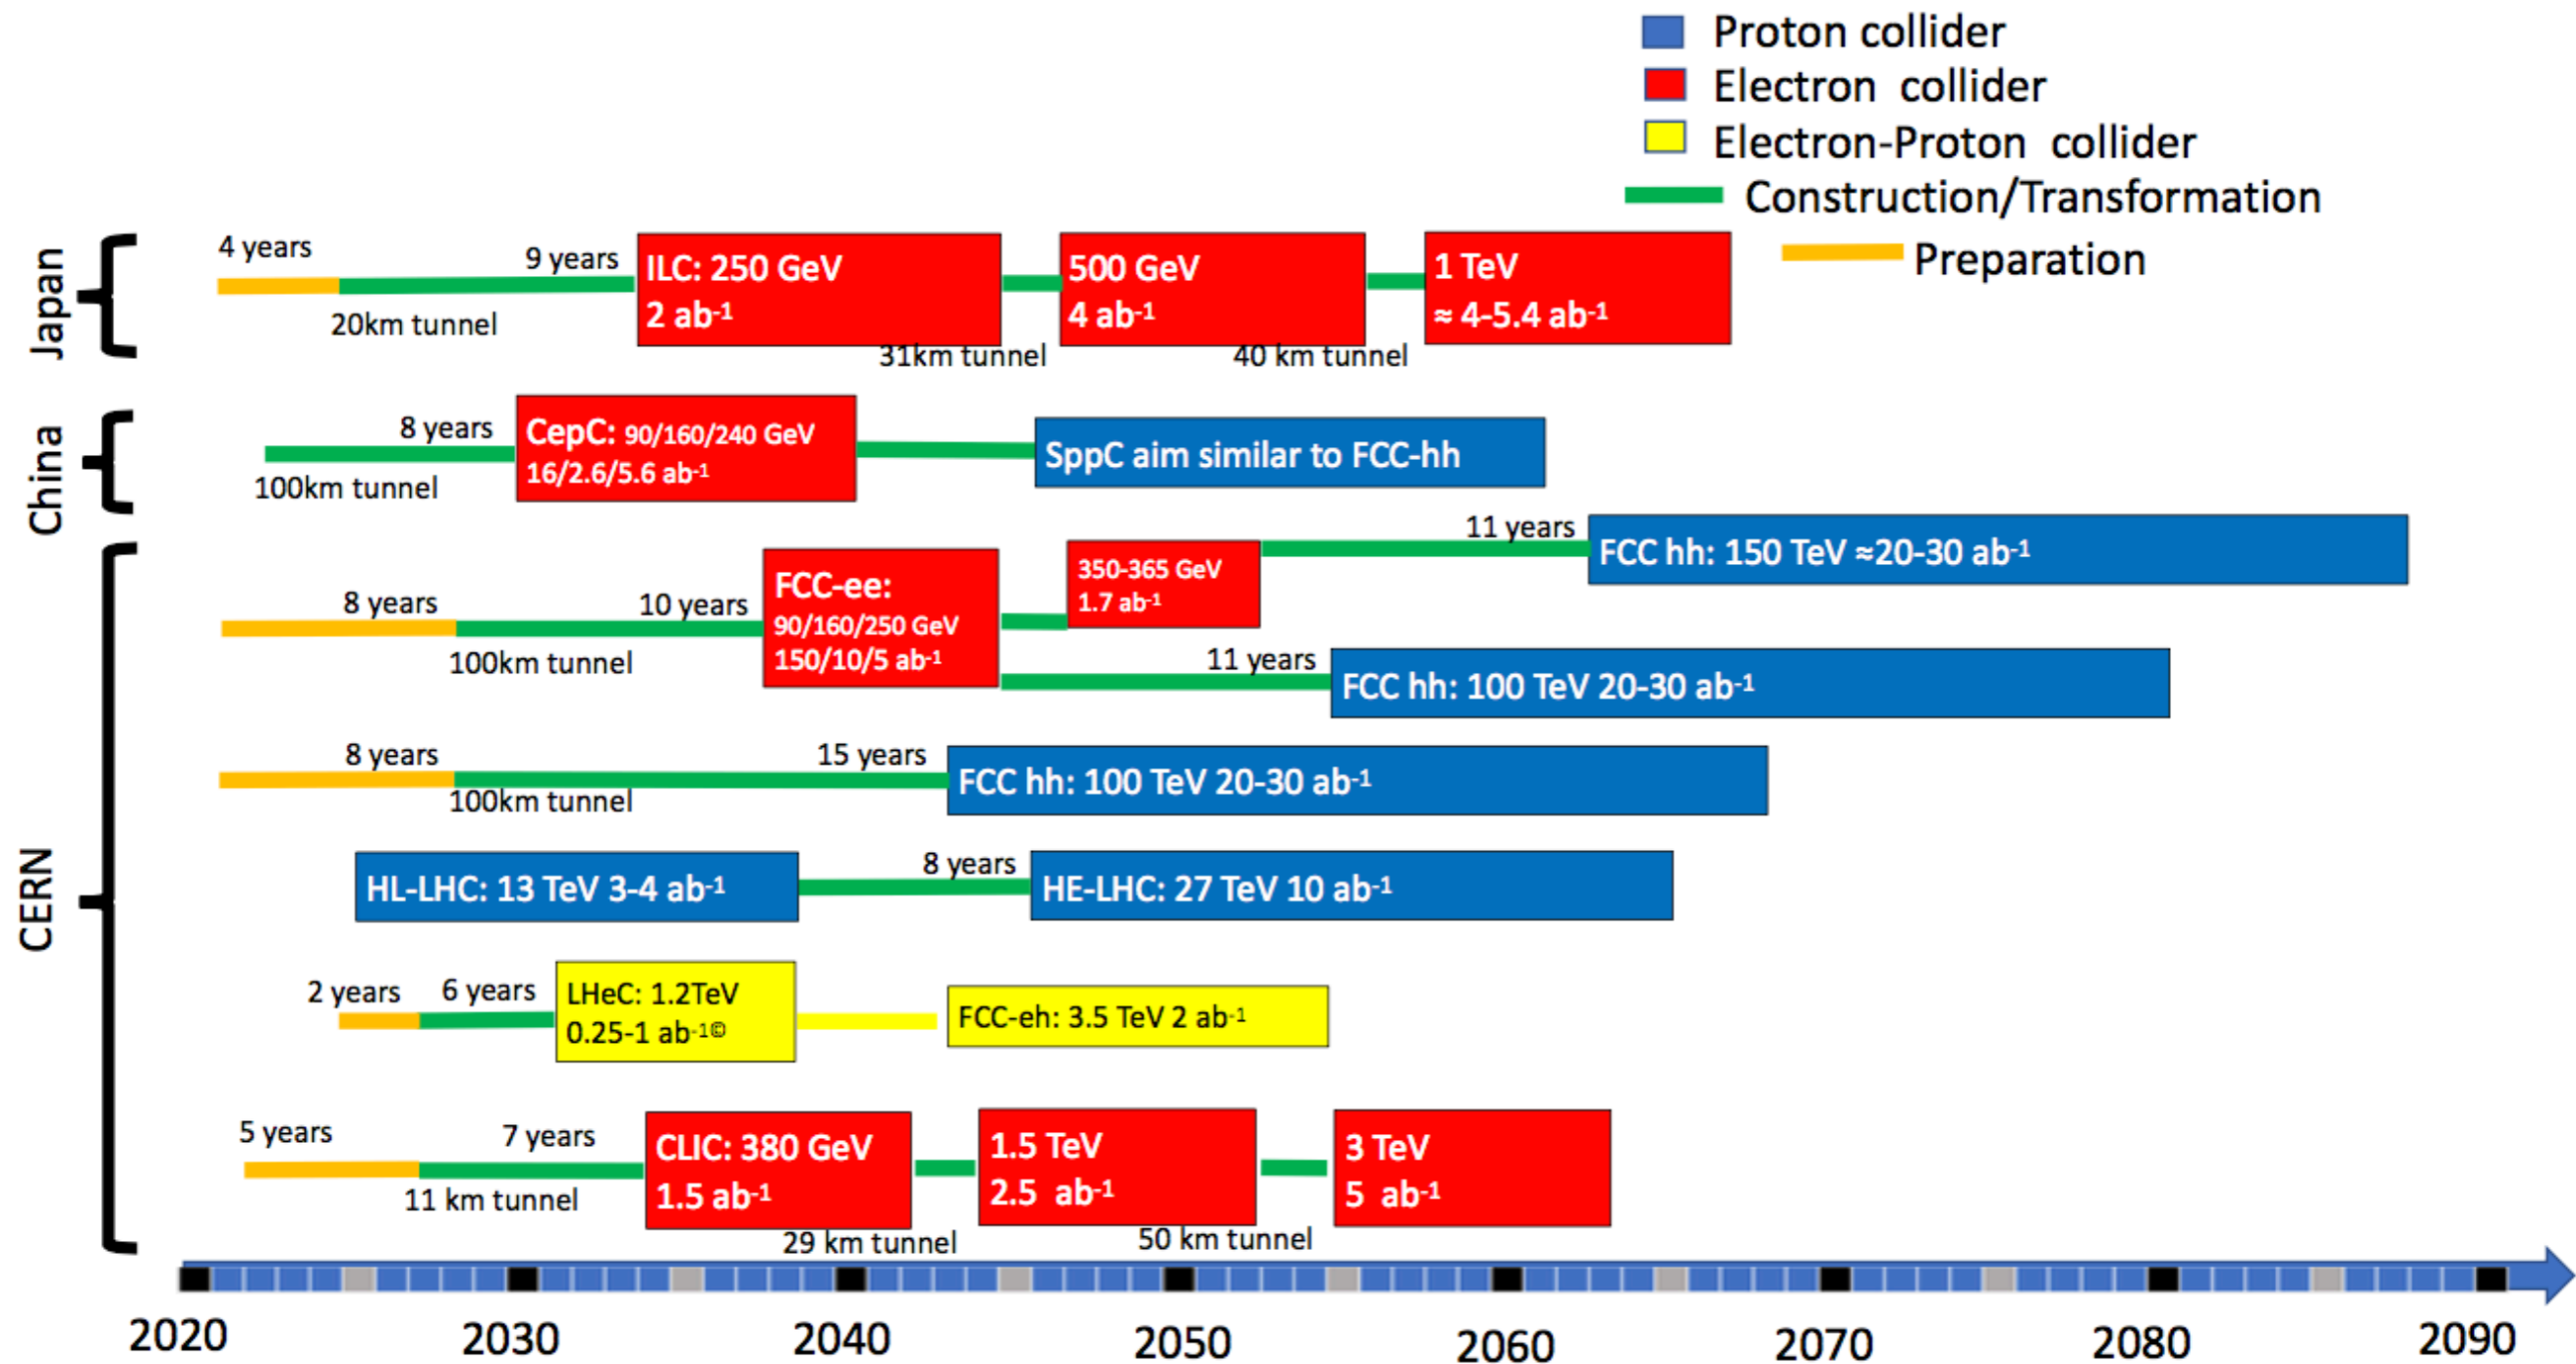 Proton collider
Electron collider
Electron-Proton collider
Construction/Transformation
Preparation
Japan
4 years
9 years
20km tunnel
ILC: 250 GeV
2 ab-1
31km tunnel
500 GeV
4 ab-1
40 km tunnel
1 TeV
≈ 4-5.4 ab-1
China
8 years
100km tunnel
CepC: 90/160/240 GeV
16/2.6/5.6 ab-1
SppC aim similar to FCC-hh
CERN
8 years
10 years
100km tunnel
FCC-ee:
90/160/250 GeV
150/10/5 ab-1
350-365 GeV
1.7 ab-1
11 years
FCC hh: 150 TeV ≈20-30 ab-1
11 years
FCC hh: 100 TeV 20-30 ab-1
8 years
15 years
100km tunnel
FCC hh: 100 TeV 20-30 ab-1
HL-LHC: 13 TeV 3-4 ab-1
8 years
HE-LHC: 27 TeV 10 ab-1
2 years
6 years
LHeC: 1.2TeV
0.25-1 ab-1©
FCC-eh: 3.5 TeV 2 ab-1
5 years
7 years
11 km tunnel
CLIC: 380 GeV
1.5 ab-1
29 km tunnel
1.5 TeV
2.5 ab-1
50 km tunnel
3 TeV
5 ab-1
2020
2030
2040
2050
2060
2070
2080
2090